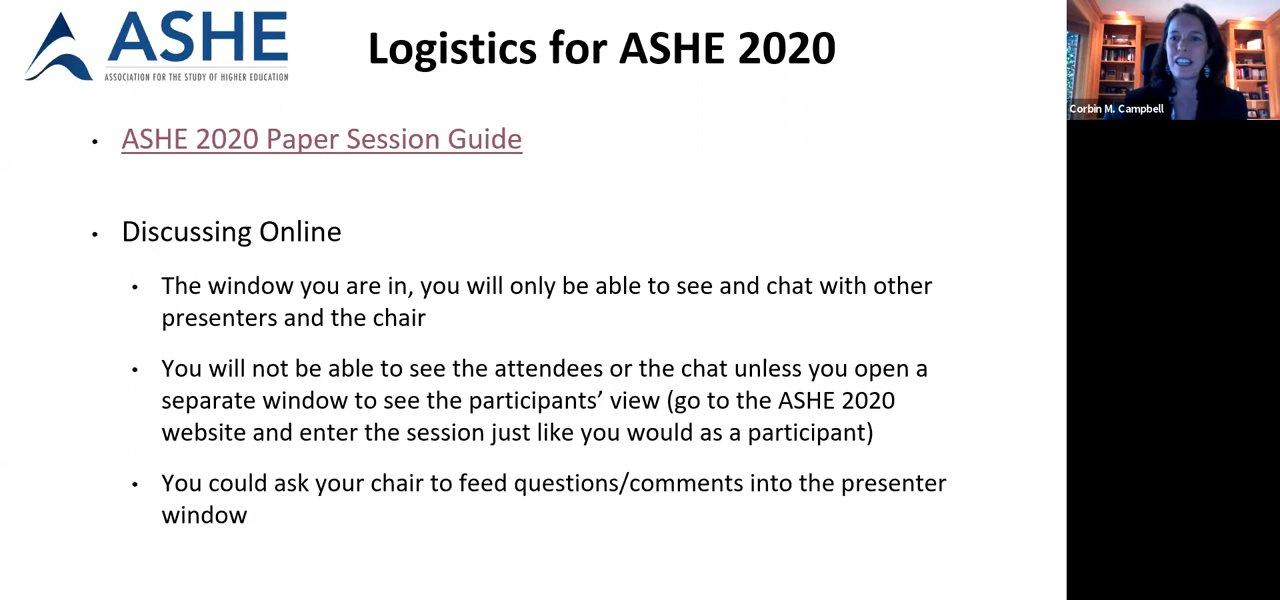 ASHE
ASSOCIATION FOR THE STUDY OF HIGHER EDUCATION
Logistics for ASHE 2020
Corbin M. Campbell
• ASHE 2020 Paper Session Guide
• Discussing Online
• The window you are in, you will only be able to see and chat with other
presenters and the chair
• You will not be able to see the attendees or the chat unless you open a
separate window to see the participants’ view (go to the ASHE 2020
website and enter the session just like you would as a participant)
• You could ask your chair to feed questions/comments into the presenter
window